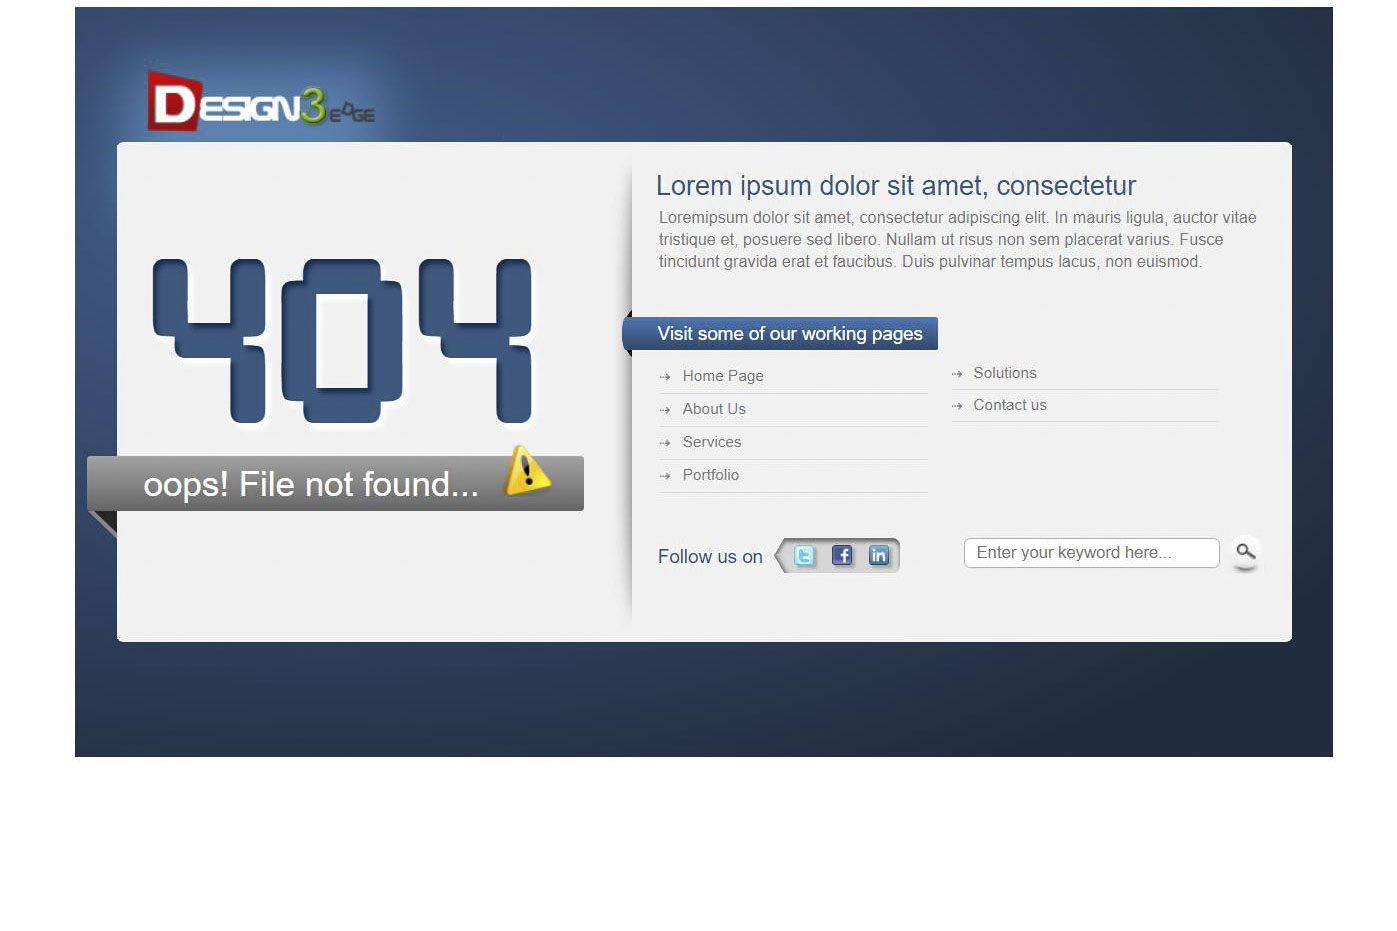 DESIGN3EDGE
404
oops! File not found...
Lorem ipsum dolor sit amet, consectetur
Loremipsum dolor sit amet, consectetur adipiscing elit. In mauris ligula, auctor vitae
tristique et, posuere sed libero. Nullam ut risus non sem placerat varius. Fusce
tincidunt gravida erat et faucibus. Duis pulvinar tempus lacus, non euismod.
Visit some of our working pages
Home Page
About Us
Services
Portfolio
Solutions
Contact us
Follow us on
Enter your keyword here...